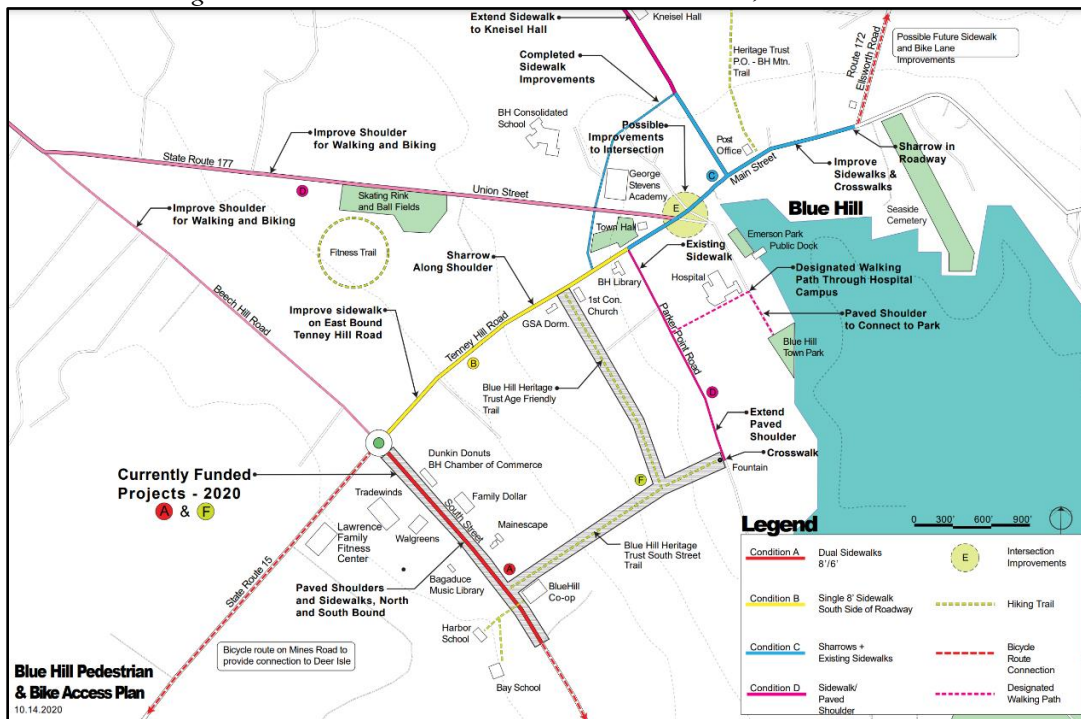 Extend Sidewalk
to Kneisel Hall
Kneisel Hall
Completed
Sidewalk
Improvements
Heritage Trust
P.O. - BH Mtn.
Trail
Route 172
Ellsworth Road
Possible Future Sidewalk
and Bike Lane
Improvements
BH Consolidated
School
Possible
Improvements
to Intersection
Post
Office
C
Main Street
Sharrow in
Roadway
Improve
Sidewalks &
Crosswalks
Improve Shoulder
for Walking and Biking
State Route 177
D
Union Street
George
Stevens
Academy
E
Blue Hill
Seaside
Cemetery
Improve Shoulder
for Walking and Biking
Skating Rink
and Ball Fields
Town Hall
Emerson Park
Public Dock
Fitness Trail
Sharrow
Along Shoulder
Existing
Sidewalk
BH Library
Hospital
Designated Walking
Path Through Hospital
Campus
Beech Hill Road
Improve sidewalk
on East Bound
Tenney Hill Road
1st Con.
Church
GSA Dorm.
Tenney Hill Road
B
Parker Point Road
Paved Shoulder
to Connect to Park
Blue Hill
Town Park
Blue Hill Heritage
Trust Age Friendly
Trail
D
Extend
Paved
Shoulder
Crosswalk
Fountain
Currently Funded
Projects - 2020
A & F
Dunkin Donuts
BH Chamber of Commerce
Tradewinds
Family Dollar
South Street
F
Lawrence
Family
Fitness
Center
Walgreens
Mainescape
Blue Hill Heritage
Trust South Street
Trail
State Route 15
Paved Shoulders
and Sidewalks, North
and South Bound
Bagaduce
Music Library
A
BlueHill
Co-op
Harbor
School
Bay School
Bicycle route on Mines Road to
provide connection to Deer Isle
Blue Hill Pedestrian
& Bike Access Plan
10.14.2020
Legend
0 300' 600' 900'
Condition A
Dual Sidewalks
8'/6'
E
Intersection
Improvements
Condition B
Single 8' Sidewalk
South Side of Roadway
Hiking Trail
Condition C
Sharrows +
Existing Sidewalks
Bicycle
Route
Connection
Condition D
Sidewalk/
Paved
Shoulder
Designated
Walking Path